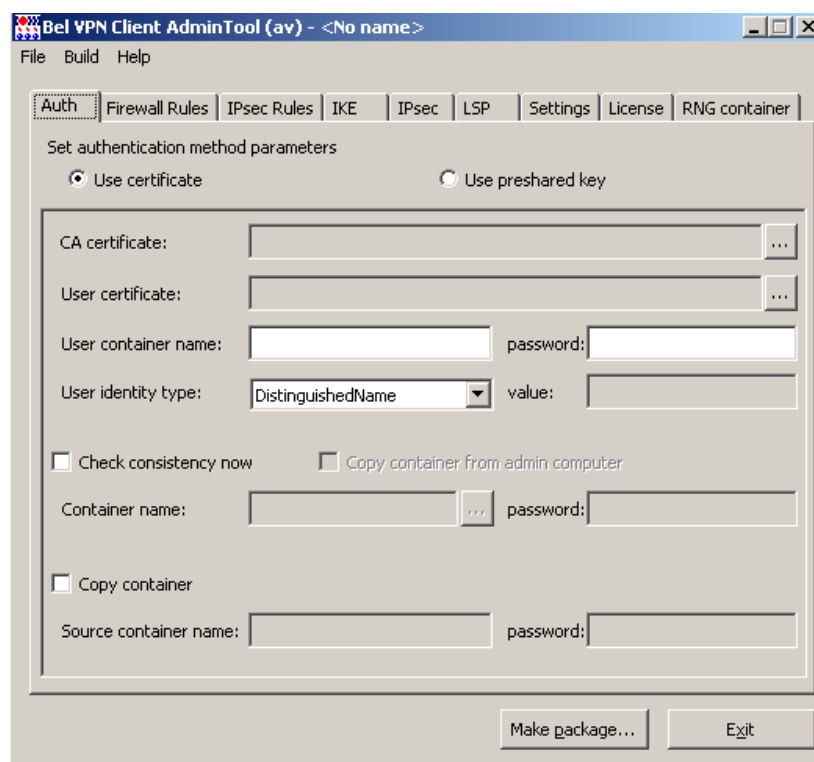 Bel VPN Client AdminTool (av) - <No name>
File Build Help
Auth Firewall Rules IPsec Rules IKE IPsec LSP Settings License RNG container
Set authentication method parameters
Use certificate Use preshared key
CA certificate: ...
User certificate: ...
User container name: password:
User identity type: DistinguishedName value:
Check consistency now Copy container from admin computer
Container name: ... password:
Copy container
Source container name: password:
Make package... Exit